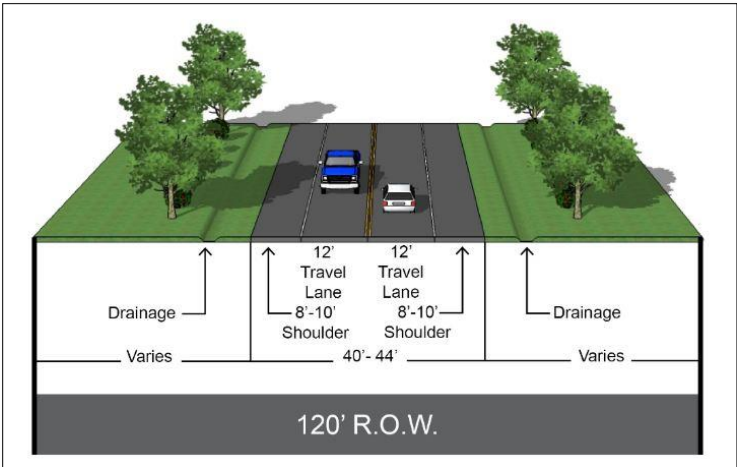 12' 12'
Travel Travel
Lane Lane
Drainage 8'-10' 8'-10' Drainage
Shoulder Shoulder
Varies 40'- 44' Varies
120' R.O.W.